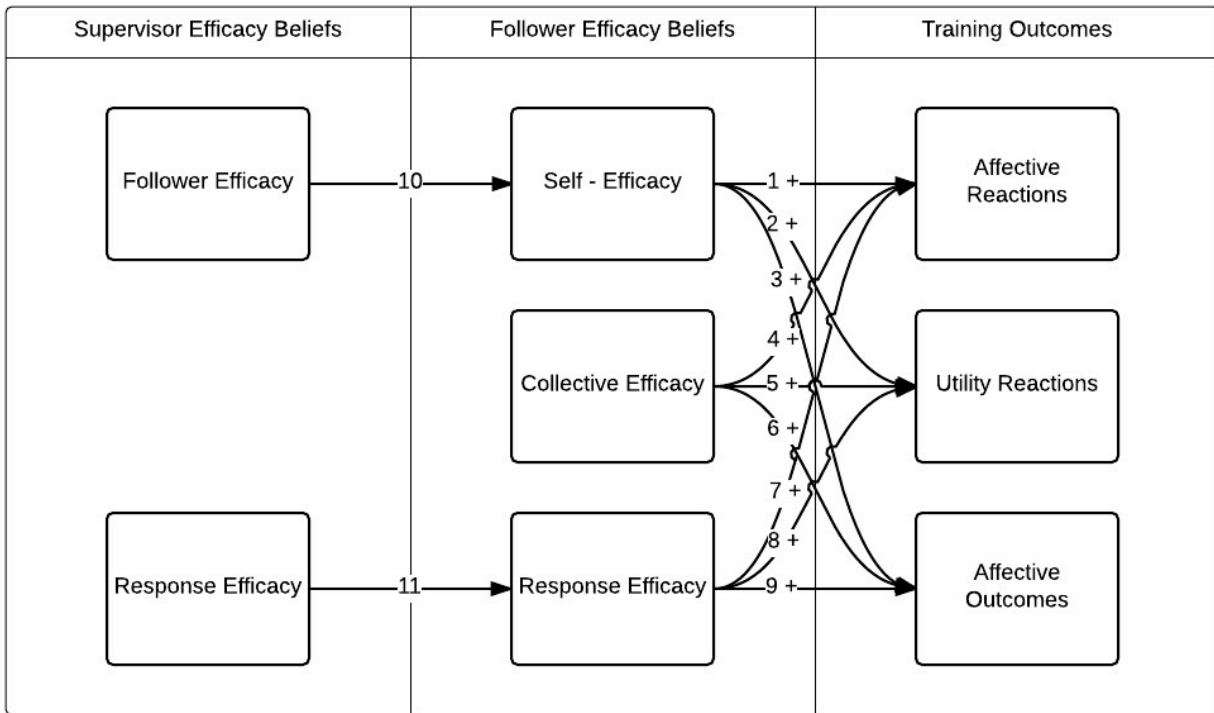 Supervisor Efficacy Beliefs
Follower Efficacy Beliefs
Training Outcomes
Follower Efficacy
10
Self - Efficacy
1 +
2 +
3 +
Affective
Reactions
Collective Efficacy
4 +
5 +
6 +
Utility Reactions
Response Efficacy
11
Response Efficacy
7 +
8 +
9 +
Affective
Outcomes